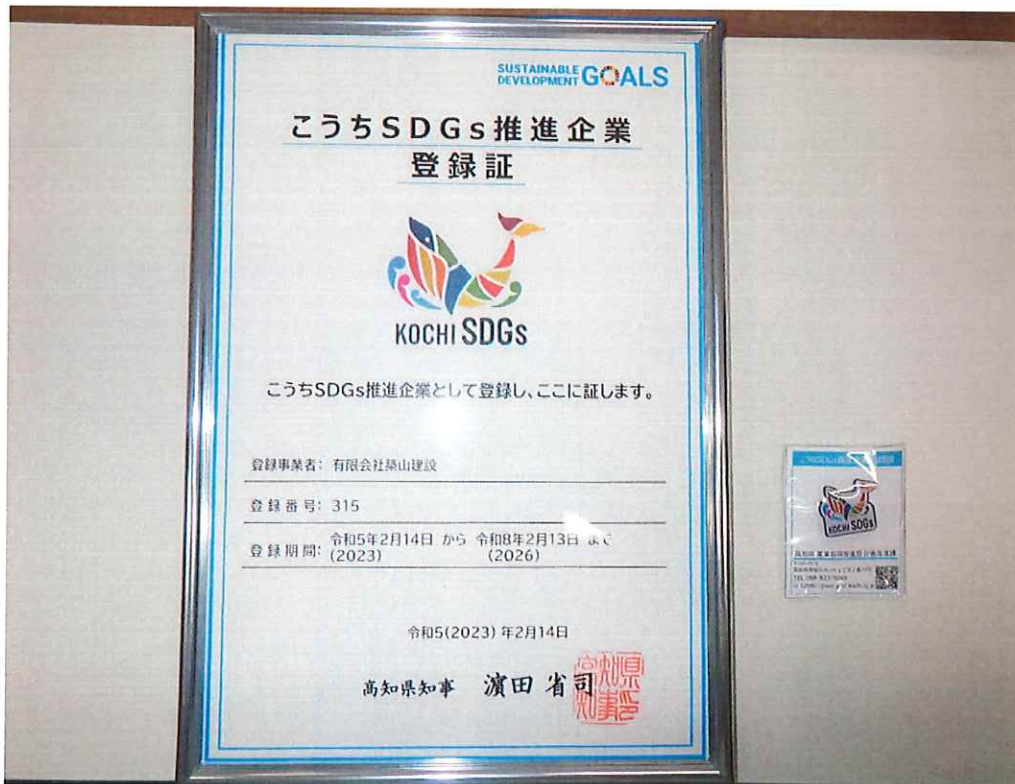 SUSTAINABLE
DEVELOPMENT GOALS
こうちSDGs推進企業
登録証
KOCHI SDGs
こうちSDGs推進企業として登録し、ここに証します。
登録事業者: 有限会社築山建設
登録番号: 315
登録期間: 令和5年2月14日 から 令和8年2月13日 まで
(2023) (2026)
令和5(2023)年2月14日
高知県知事 濵田 省司
KOCHI SDGs